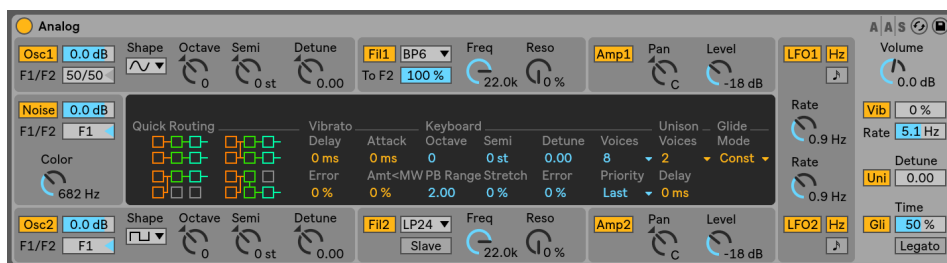 Analog A|A|S
Osc1 0.0 dB Shape Octave Semi Detune Fil1 BP6 Freq Reso Amp1 Pan Level LFO1 Hz Volume
F1/F2 50/50 0 0 st 0.00 To F2 100 % 22.0k 0 % C -18 dB 0.0 dB
Noise 0.0 dB Rate Vib 0 %
F1/F2 F1 0.9 Hz Rate 5.1 Hz
Color
682 Hz
Quick Routing Vibrato Keyboard Unison Glide
Delay Attack Octave Semi Detune Voices Voices Mode
0 ms 0 ms 0 0 st 0.00 8 2 Const
Error Amt<MW PB Range Stretch Error Priority Delay
0 % 0 % 2.00 0 % 0 % Last 0 ms
Rate Detune
0.9 Hz Uni 0.00
Osc2 0.0 dB Shape Octave Semi Detune Fil2 LP24 Freq Reso Amp2 Pan Level LFO2 Hz Time
Gli 50 %
F1/F2 F1 0 0 st 0.00 Slave 22.0k 0 % C -18 dB Legato